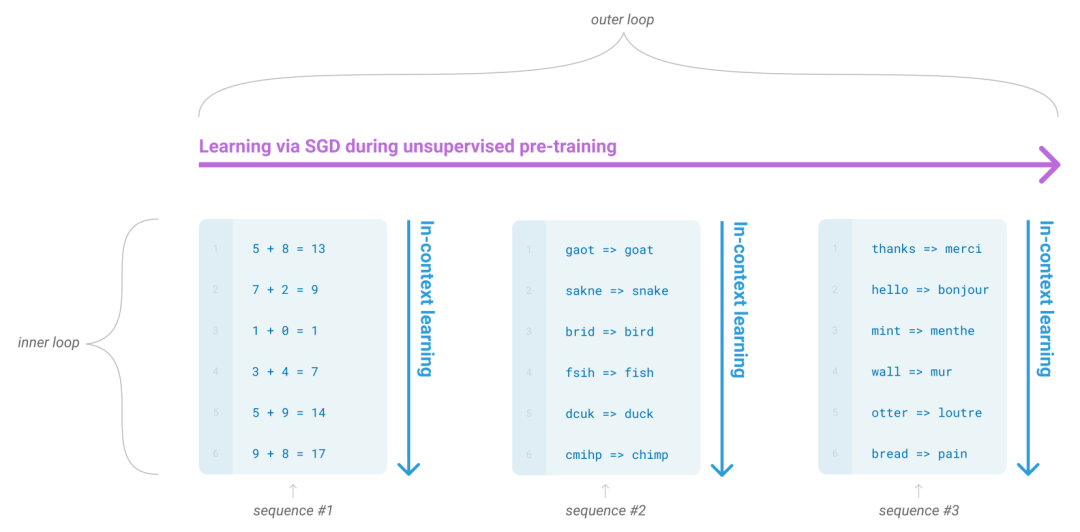 outer loop
Learning via SGD during unsupervised pre-training
inner loop
1 5 + 8 = 13
2 7 + 2 = 9
3 1 + 0 = 1
4 3 + 4 = 7
5 5 + 9 = 14
6 9 + 8 = 17
In-context learning
sequence #1
1 gaot => goat
2 sakne => snake
3 brid => bird
4 fsih => fish
5 dcuk => duck
6 cmihp => chimp
In-context learning
sequence #2
1 thanks => merci
2 hello => bonjour
3 mint => menthe
4 wall => mur
5 otter => loutre
6 bread => pain
In-context learning
sequence #3